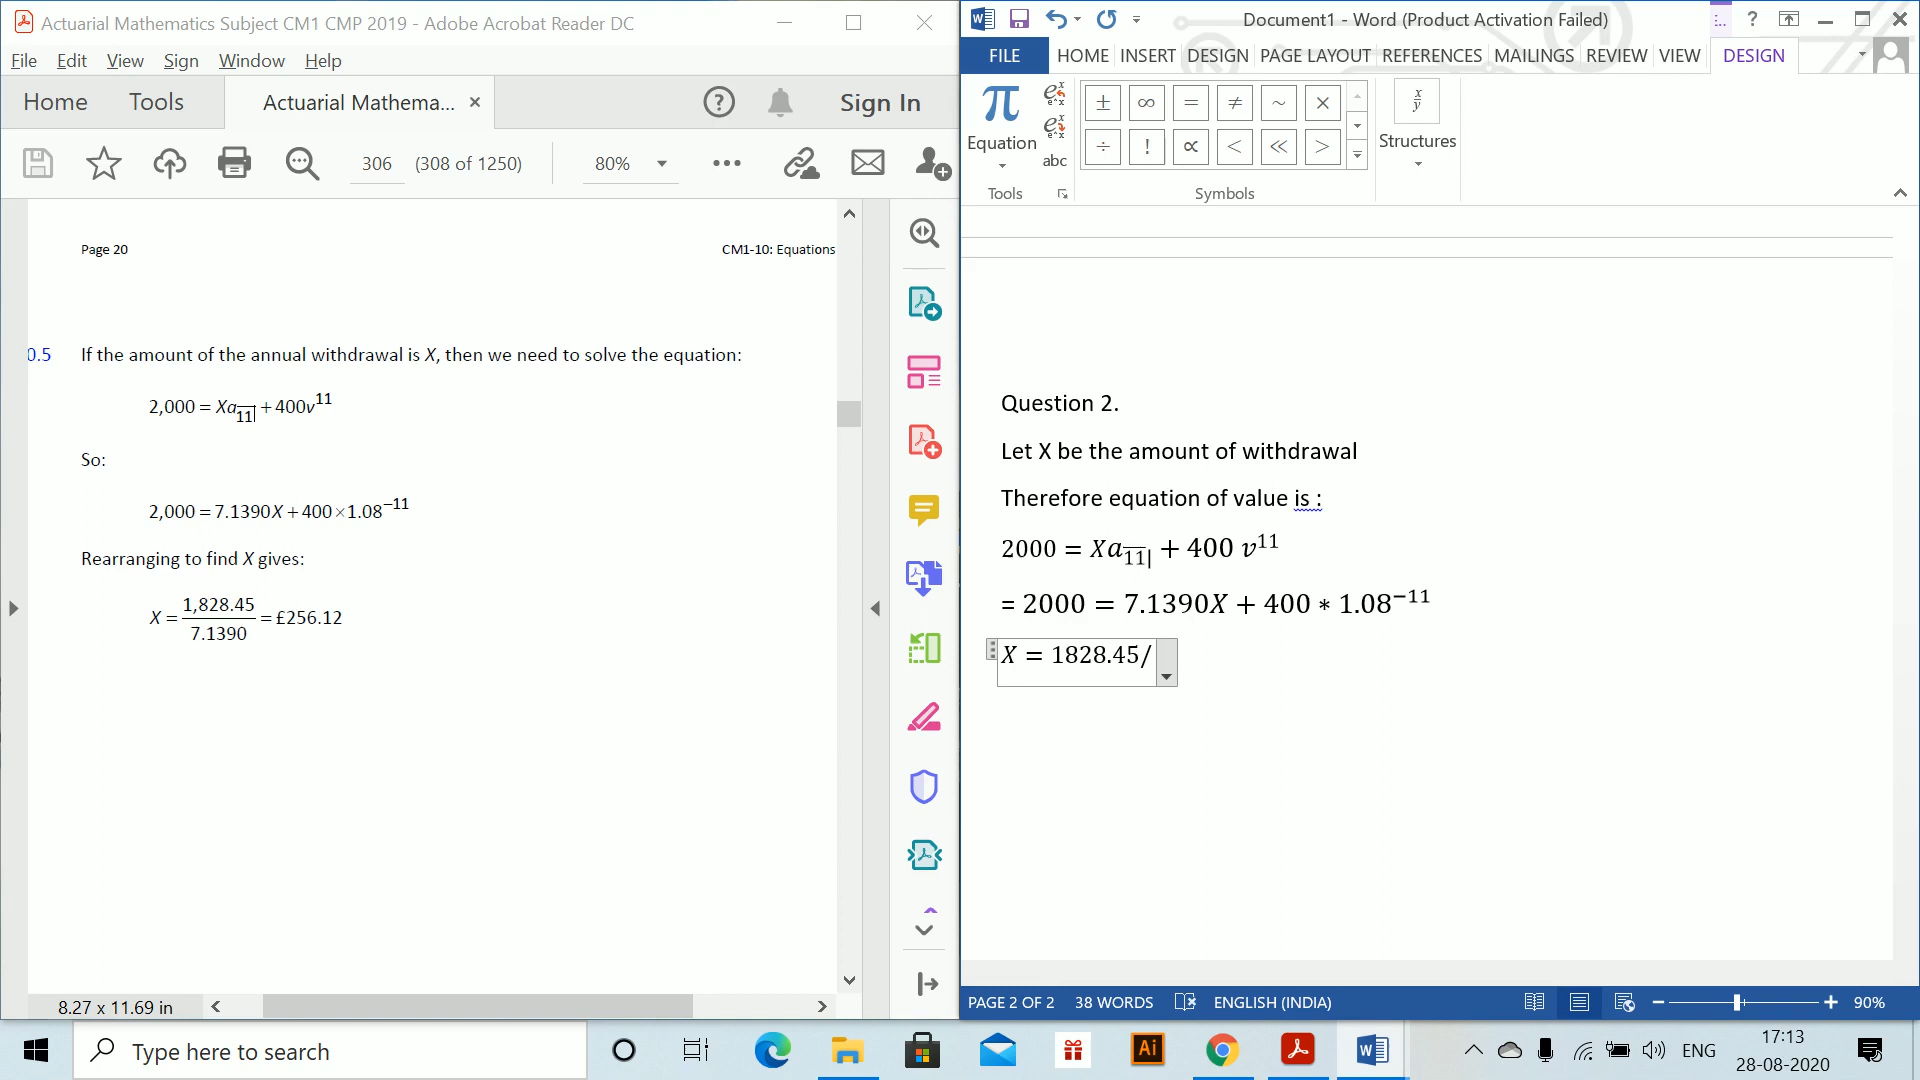 Actuarial Mathematics Subject CM1 CMP 2019 - Adobe Acrobat Reader DC
File Edit View Sign Window Help
Home Tools Actuarial Mathema... × ? Sign In
306 (308 of 1250) 80%
Page 20 CM1-10: Equations
0.5 If the amount of the annual withdrawal is X, then we need to solve the equation:
2,000 = Xa11| + 400v^11
So:
2,000 = 7.1390X + 400 × 1.08^−11
Rearranging to find X gives:
X = 1,828.45/7.1390 = £256.12
8.27 x 11.69 in
Document1 - Word (Product Activation Failed)
FILE HOME INSERT DESIGN PAGE LAYOUT REFERENCES MAILINGS REVIEW VIEW DESIGN
π e^x ± ∞ = ≠ ~ × x/y
Equation e^x abc ÷ ! ∝ < ≪ > Structures
Tools Symbols
Question 2.
Let X be the amount of withdrawal
Therefore equation of value is :
2000 = Xa11| + 400 v^11
= 2000 = 7.1390X + 400 ∗ 1.08^−11
X = 1828.45/
PAGE 2 OF 2 38 WORDS ENGLISH (INDIA) − + 90%
Type here to search Ai ENG 17:13
28-08-2020